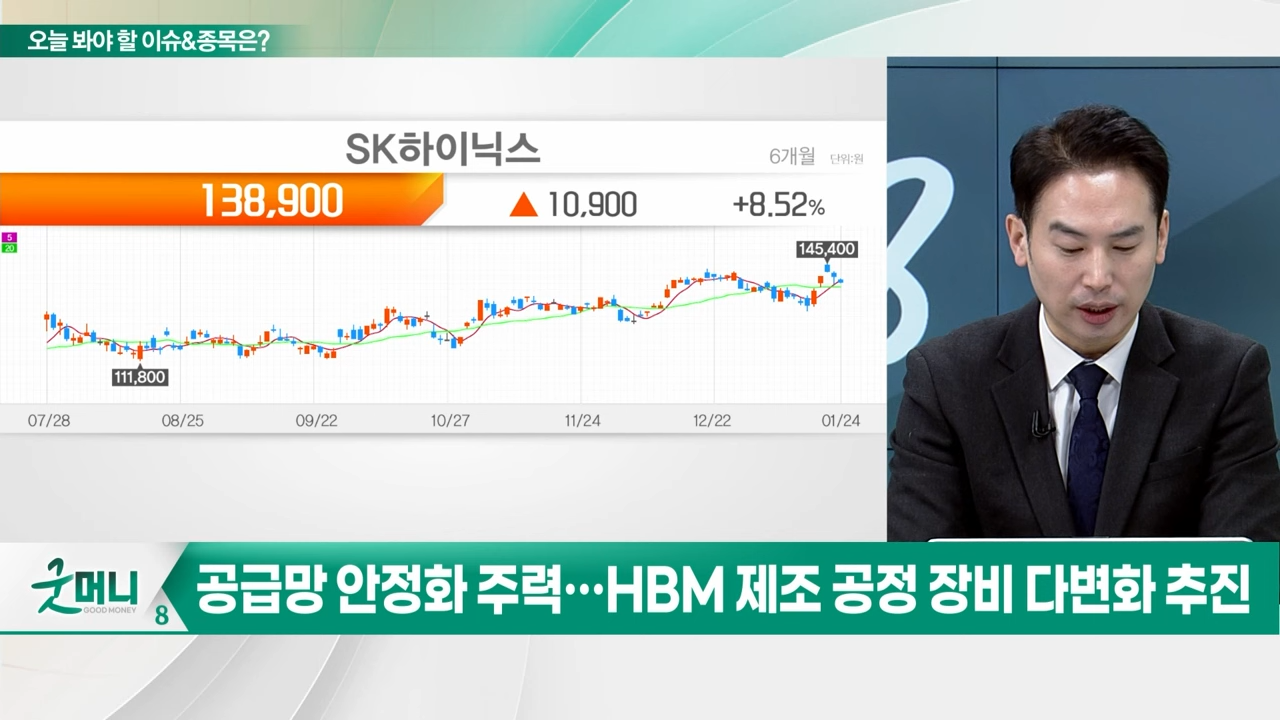 오늘 봐야 할 이슈&종목은?
SK하이닉스
6개월 단위:원
138,900 ▲ 10,900 +8.52%
5
20
145,400
111,800
07/28 08/25 09/22 10/27 11/24 12/22 01/24
굿머니
GOOD MONEY
8
공급망 안정화 주력···HBM 제조 공정 장비 다변화 추진